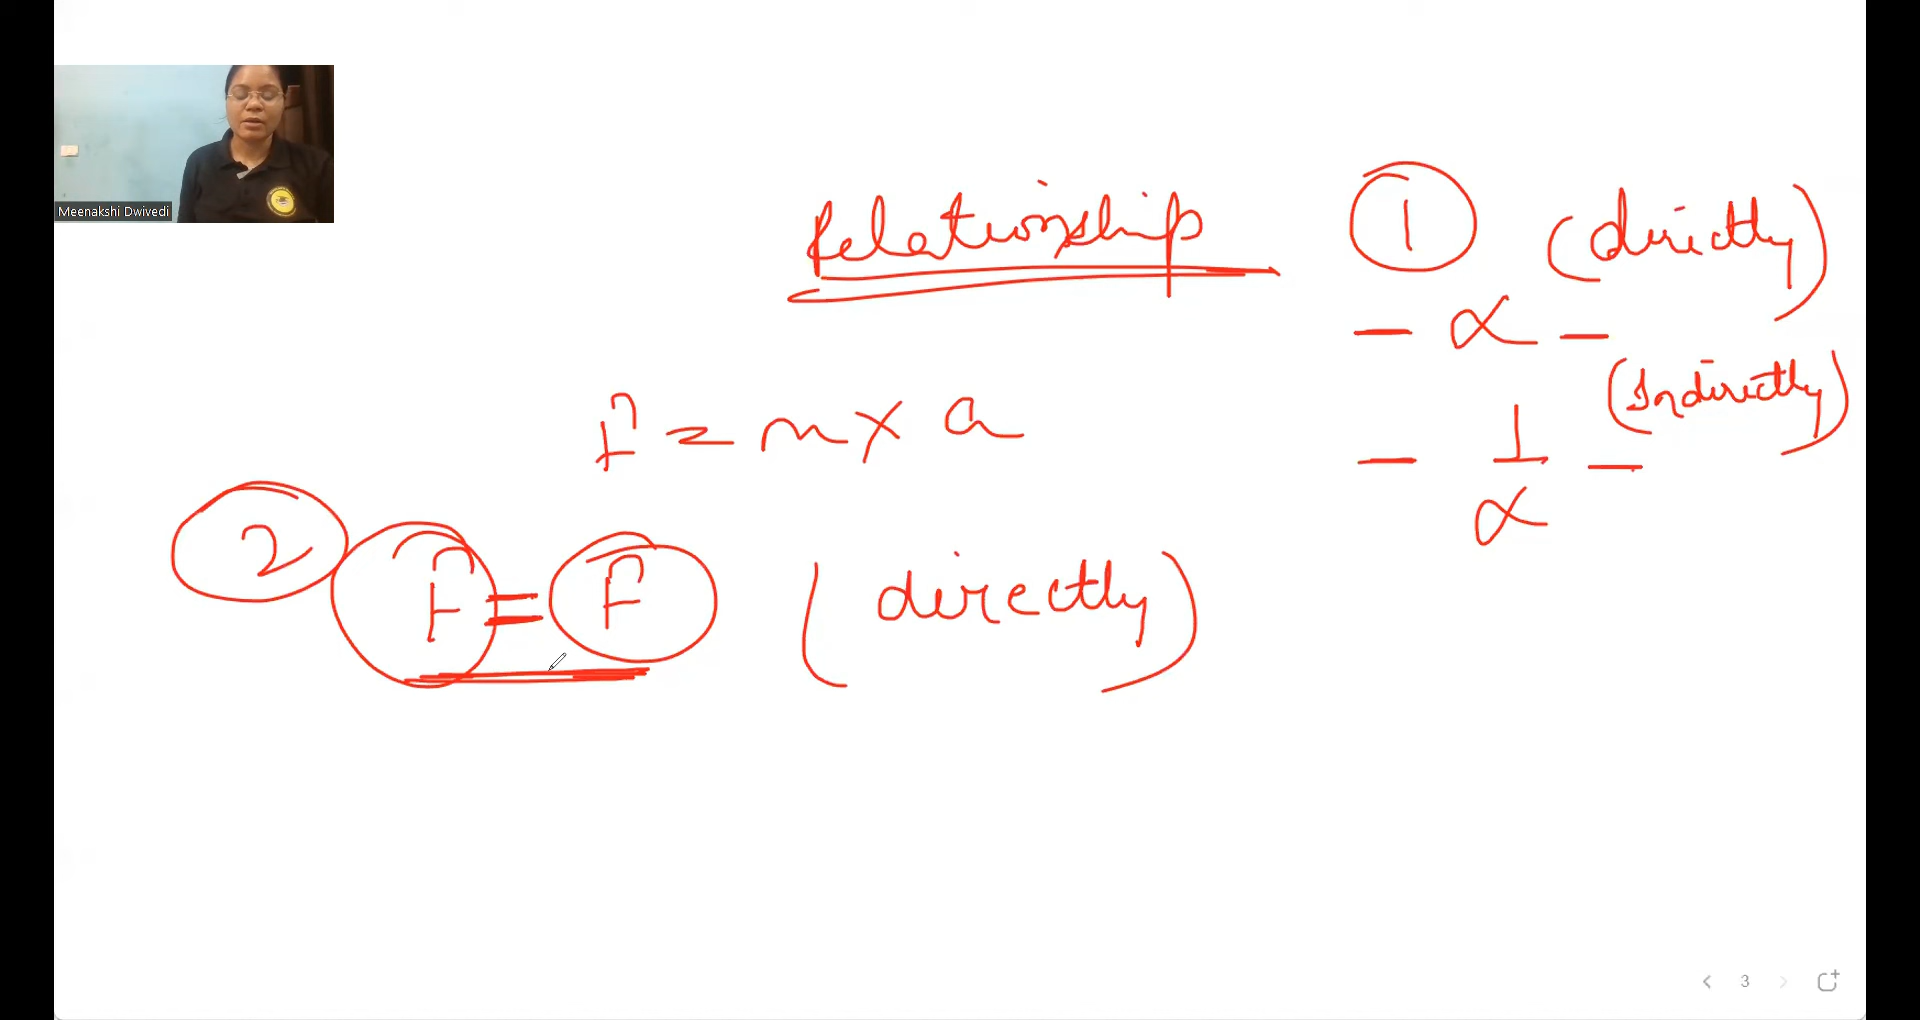 Meenakshi Dwivedi
Relationship
1 (directly)
– ∝ –
(Indirectly)
– 1/∝ –
F = m × a
2 F = F (directly)
3